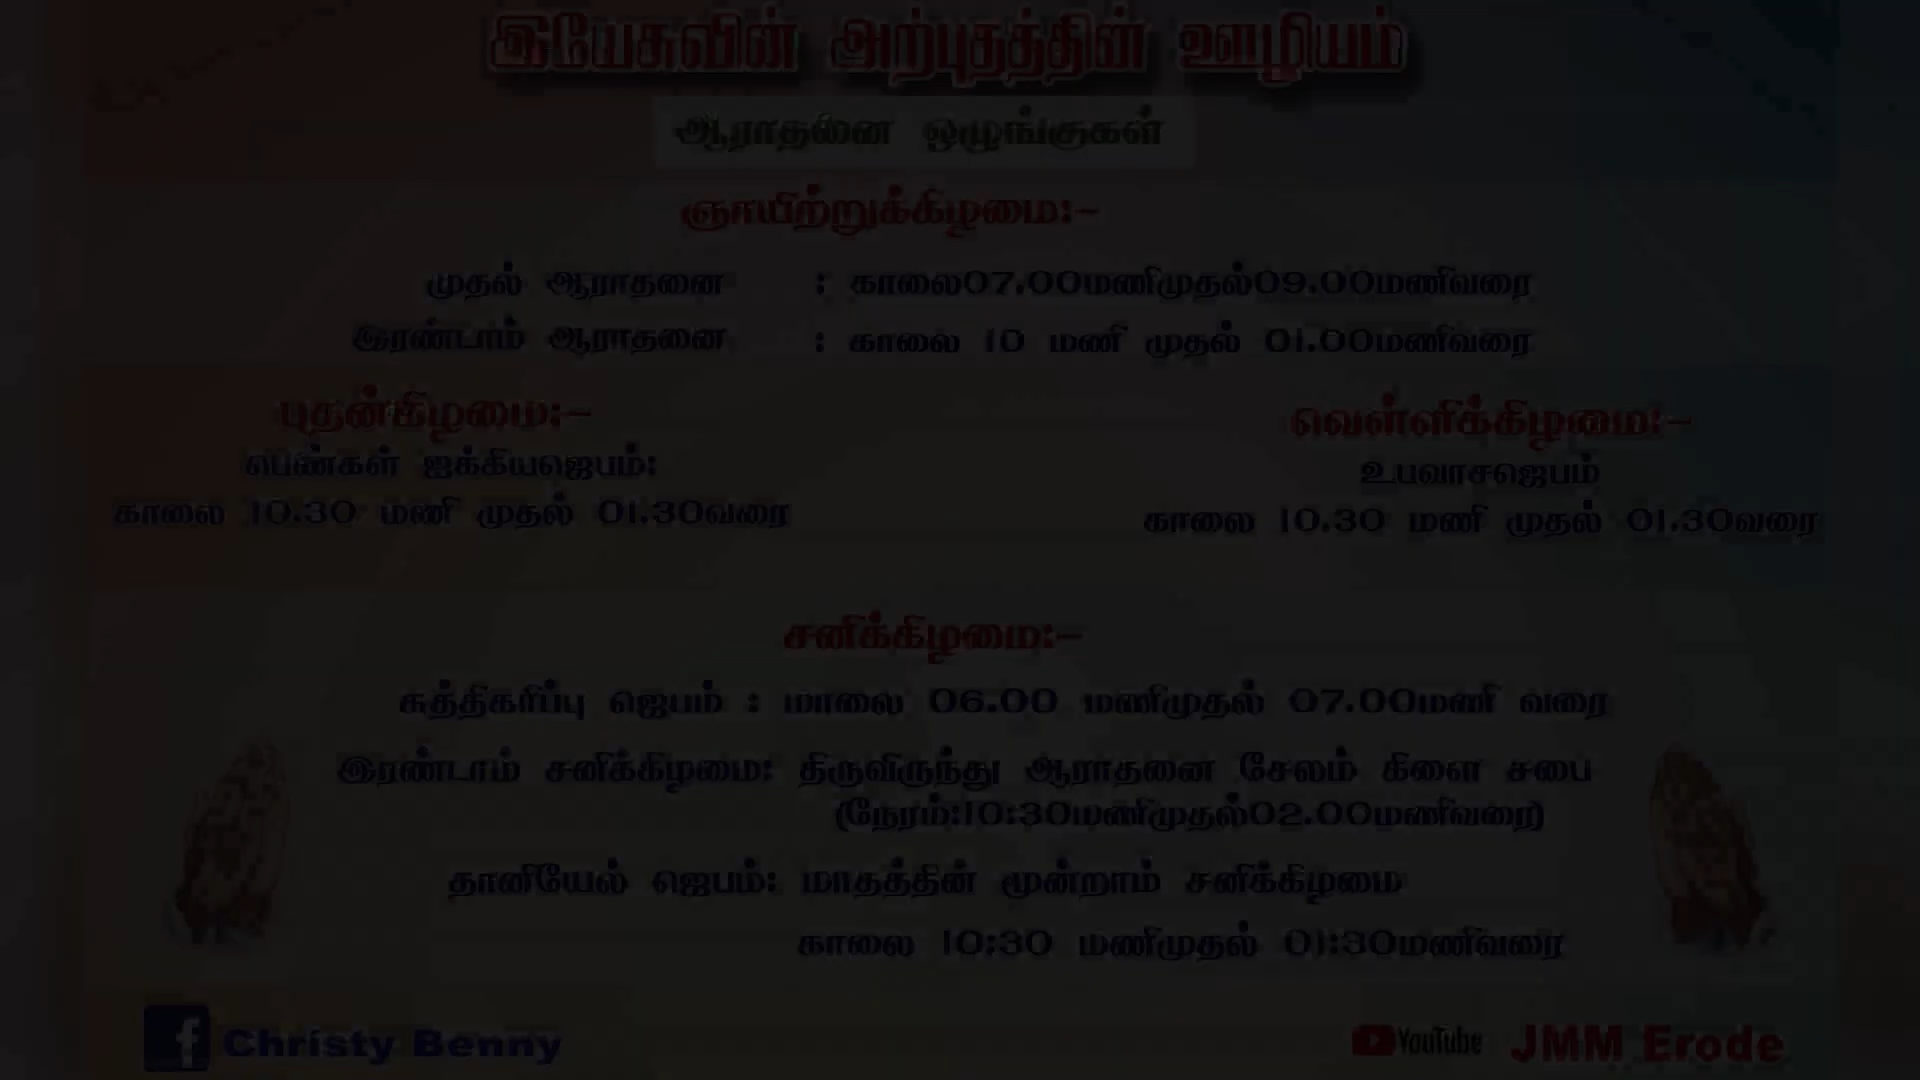 இயேசுவின் அற்புதத்தின் ஊழியம்
ஆராதனை ஒழுங்குகள்
ஞாயிற்றுக்கிழமை:-
முதல் ஆராதனை : காலை07.00மணிமுதல்09.00மணிவரை
இரண்டாம் ஆராதனை : காலை 10 மணி முதல் 01.00மணிவரை
புதன்கிழமை:-
பெண்கள் ஐக்கியஜெபம்:
காலை 10.30 மணி முதல் 01.30வரை
வெள்ளிக்கிழமை:-
உபவாசஜெபம்
காலை 10.30 மணி முதல் 01.30வரை
சனிக்கிழமை:-
சுத்திகரிப்பு ஜெபம் : மாலை 06.00 மணிமுதல் 07.00மணி வரை
இரண்டாம் சனிக்கிழமை: திருவிருந்து ஆராதனை சேலம் கிளை சபை
(நேரம்:10:30மணிமுதல்02.00மணிவரை)
தானியேல் ஜெபம்: மாதத்தின் மூன்றாம் சனிக்கிழமை
காலை 10:30 மணிமுதல் 01:30மணிவரை
f Christy Benny
YouTube JMM Erode